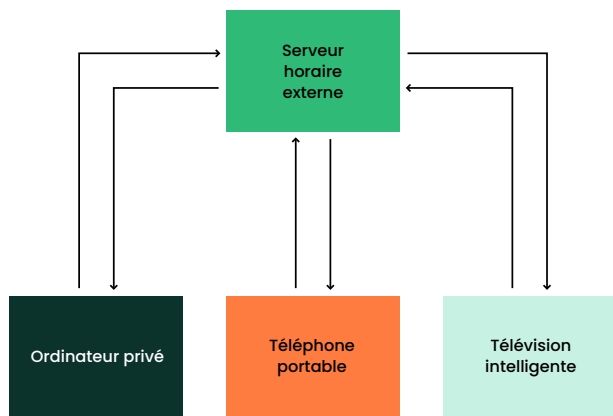 Serveur
horaire
externe
Ordinateur privé
Téléphone
portable
Télévision
intelligente